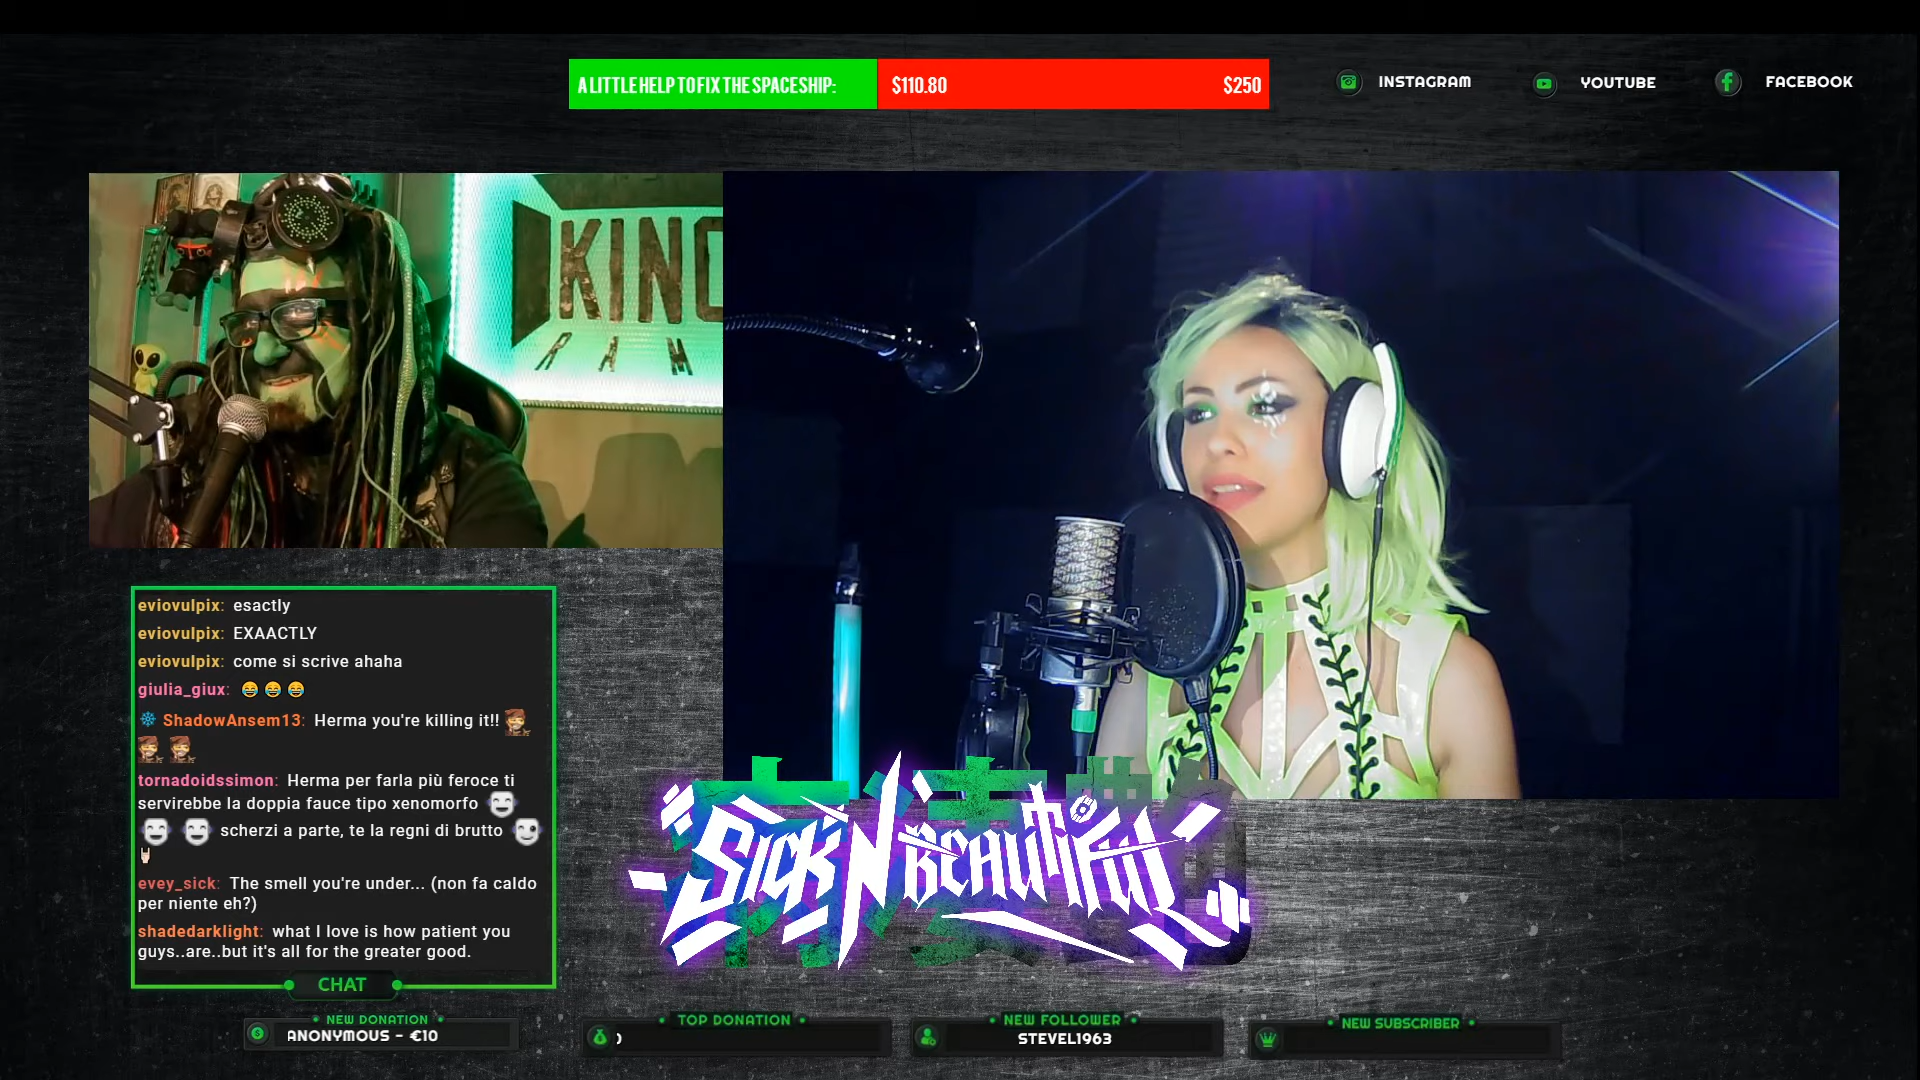 A LITTLE HELP TO FIX THE SPACESHIP:
$110.80
$250
INSTAGRAM
YOUTUBE
FACEBOOK
KING
RAM
eviovulpix: esactly
eviovulpix: EXAACTLY
eviovulpix: come si scrive ahaha
giulia_giux: 😂 😂 😂
ShadowAnsem13: Herma you're killing it!!
tornadoidssimon: Herma per farla più feroce ti
servirebbe la doppia fauce tipo xenomorfo
scherzi a parte, te la regni di brutto
🤘🏻
evey_sick: The smell you're under... (non fa caldo
per niente eh?)
shadedarklight: what I love is how patient you
guys..are..but it's all for the greater good.
CHAT
SICK N BEAUTIFUL
NEW DONATION
ANONYMOUS - €10
TOP DONATION
NEW FOLLOWER
STEVEL1963
NEW SUBSCRIBER